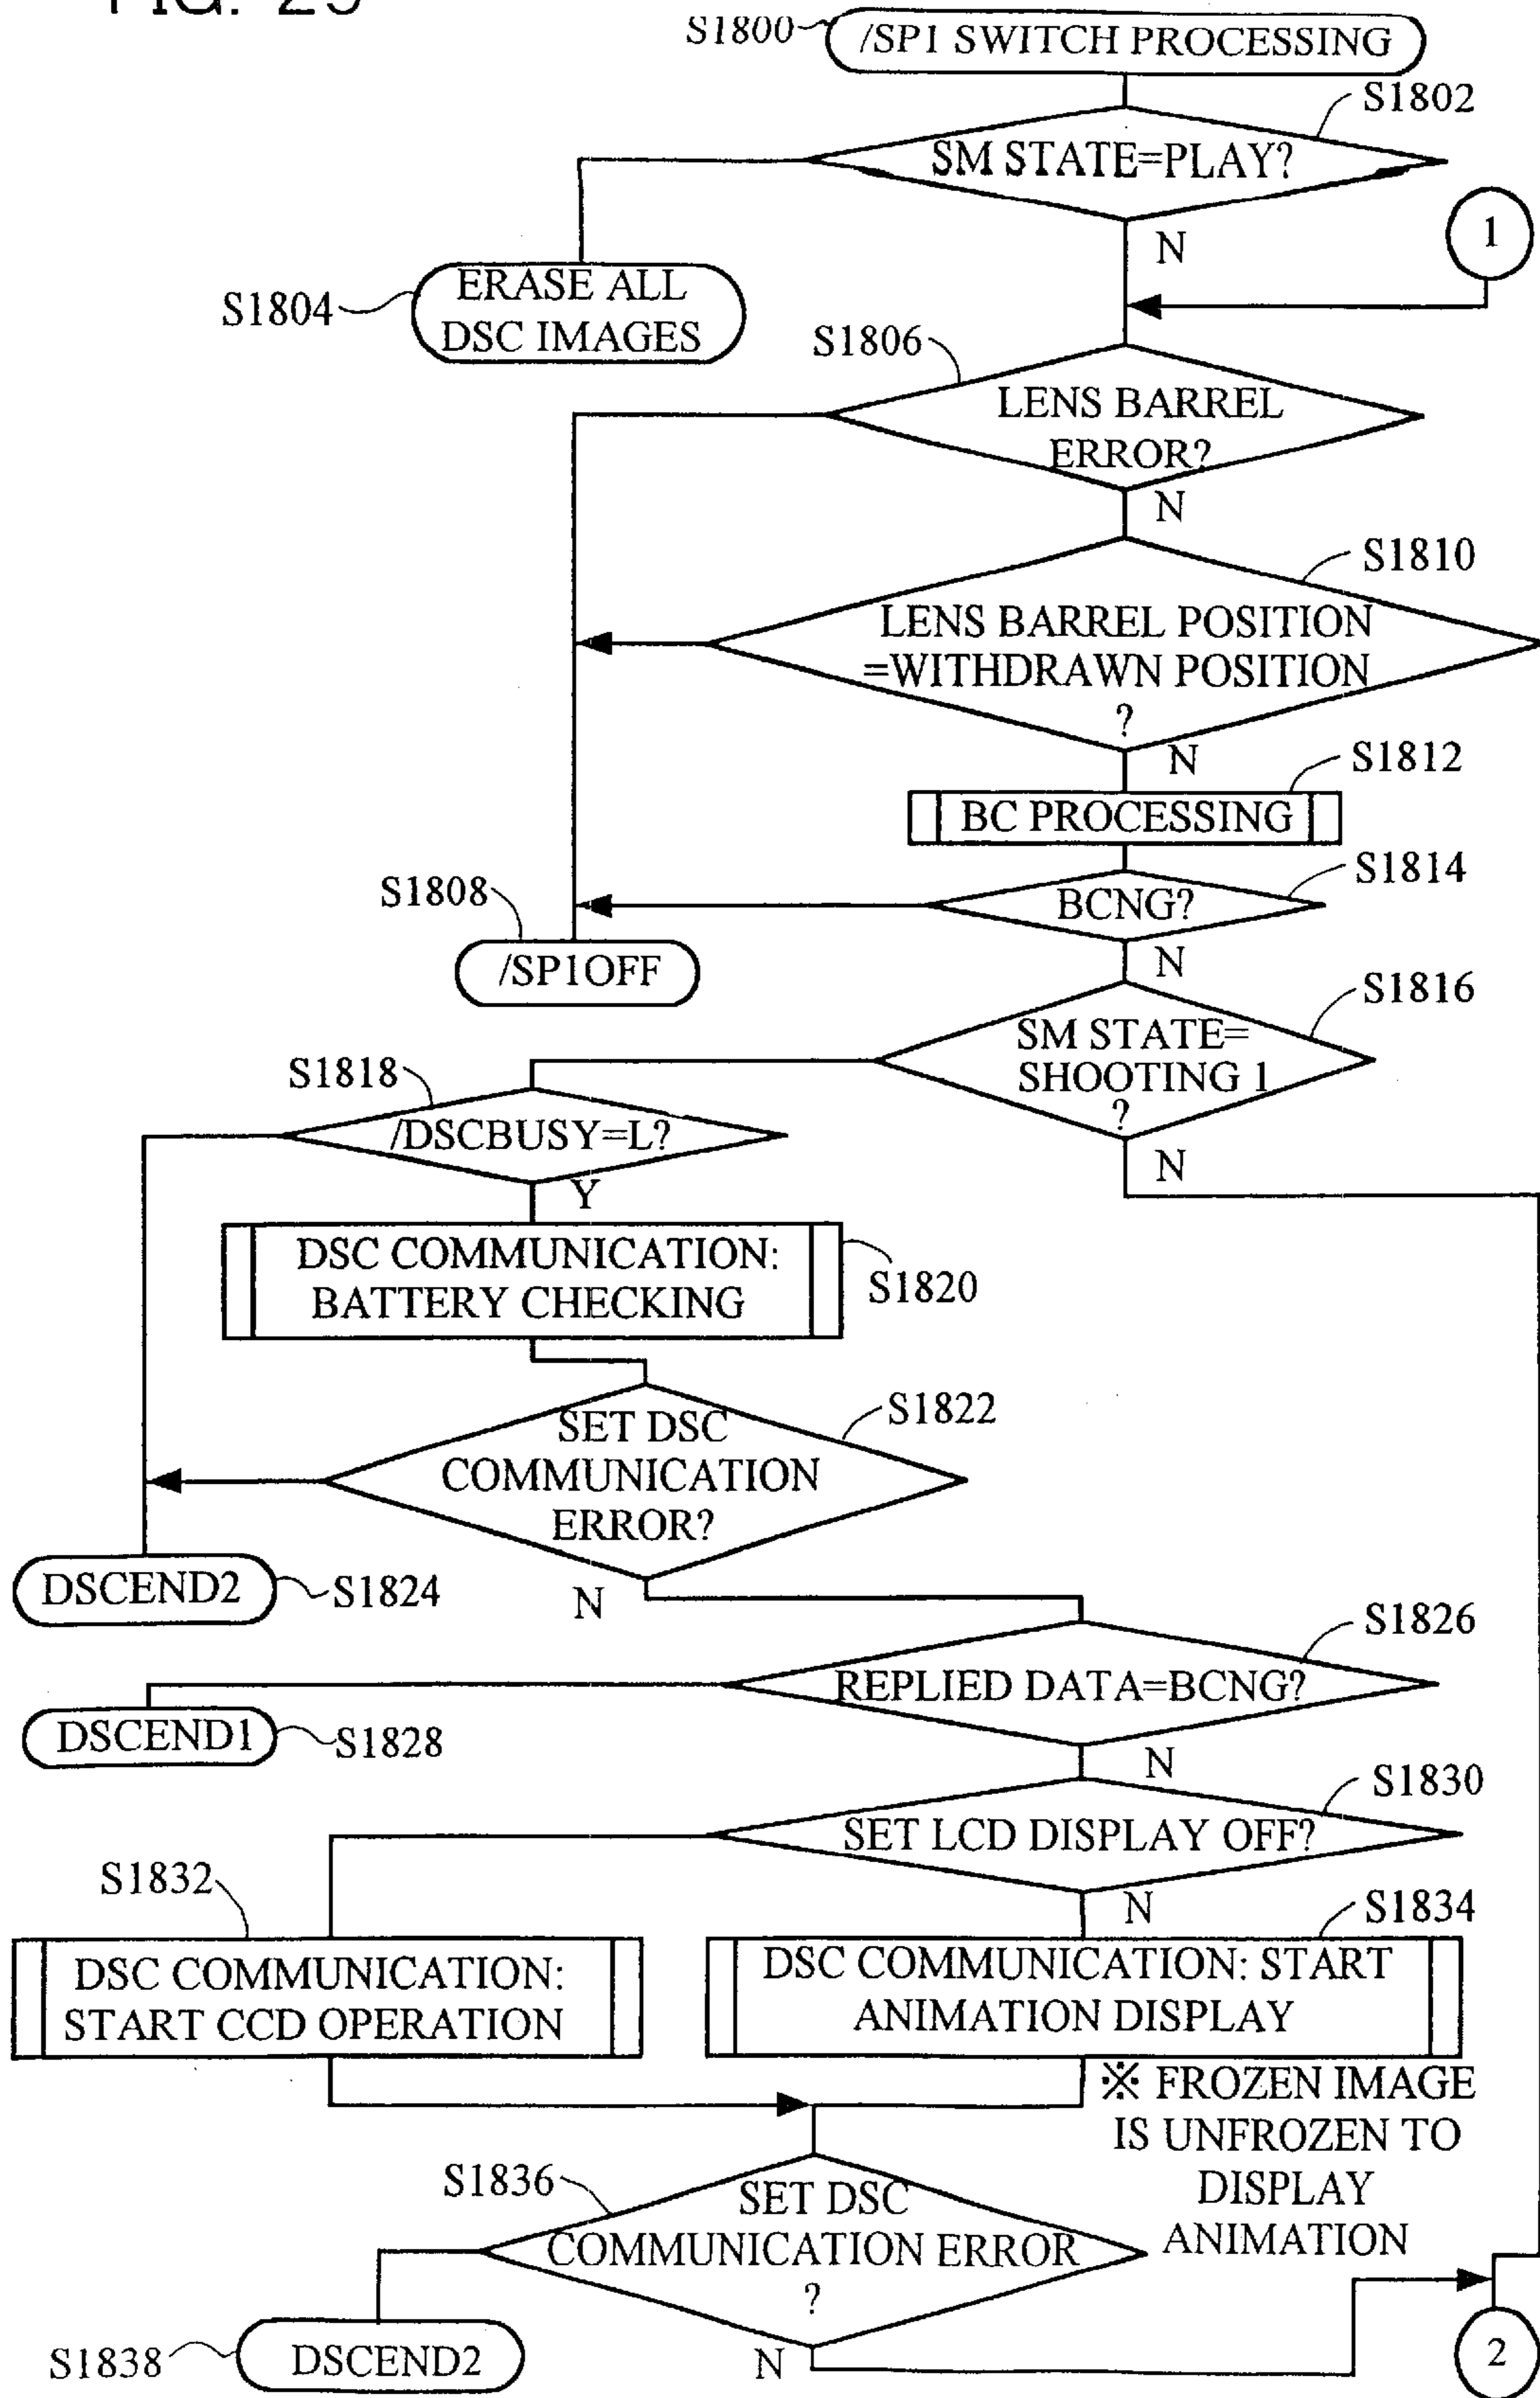 FIG. 25
S1800
/SP1 SWITCH PROCESSING
S1802
SM STATE=PLAY?
N
1
S1804
ERASE ALL
DSC IMAGES
S1806
LENS BARREL
ERROR?
N
S1810
LENS BARREL POSITION
=WITHDRAWN POSITION
?
N
S1812
BC PROCESSING
S1814
BCNG?
N
S1808
/SP1OFF
S1816
SM STATE=
SHOOTING 1
?
N
S1818
/DSCBUSY=L?
Y
DSC COMMUNICATION:
BATTERY CHECKING
S1820
S1822
SET DSC
COMMUNICATION
ERROR?
N
DSCEND2
S1824
S1826
REPLIED DATA=BCNG?
N
DSCEND1
S1828
S1830
SET LCD DISPLAY OFF?
N
S1832
DSC COMMUNICATION:
START CCD OPERATION
S1834
DSC COMMUNICATION: START
ANIMATION DISPLAY
※ FROZEN IMAGE
IS UNFROZEN TO
DISPLAY
ANIMATION
S1836
SET DSC
COMMUNICATION ERROR
?
N
S1838
DSCEND2
2